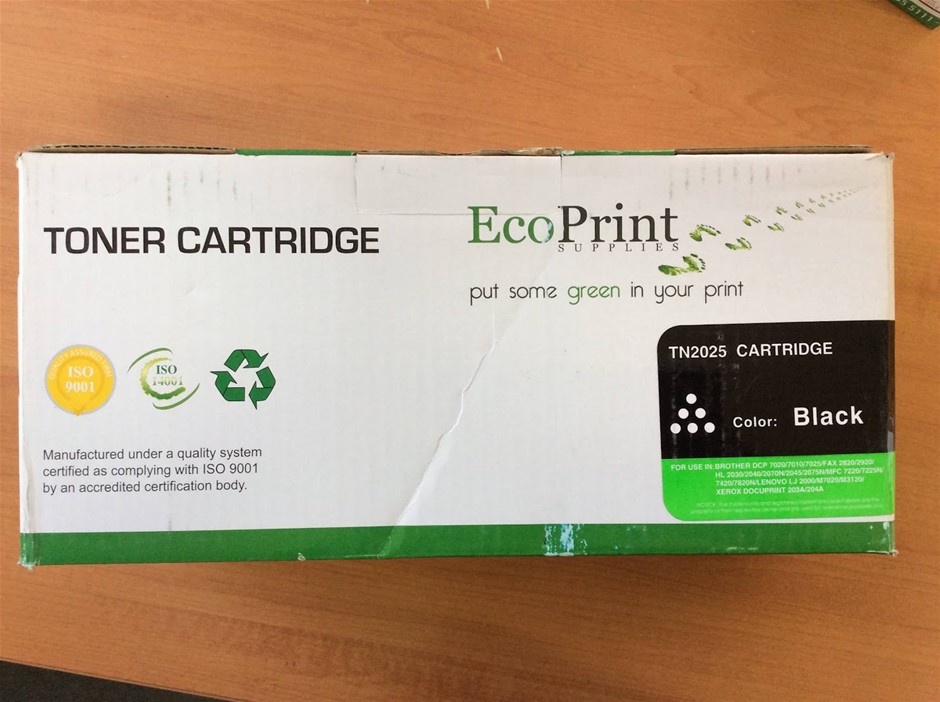 TONER CARTRIDGE
EcoPrint
SUPPLIES
put some green in your print
ISO
9001
ISO
14001
Manufactured under a quality system
certified as complying with ISO 9001
by an accredited certification body.
TN2025 CARTRIDGE
Color: Black
FOR USE IN: BROTHER DCP 7020/7010/7025/FAX 2820/2920/
HL 2030/2040/2070N/2045/2075N/MFC 7220/7225N
7420/7820N/LENOVO LJ 2000/M7020/M3120/
XEROX DOCUPRINT 203A/204A